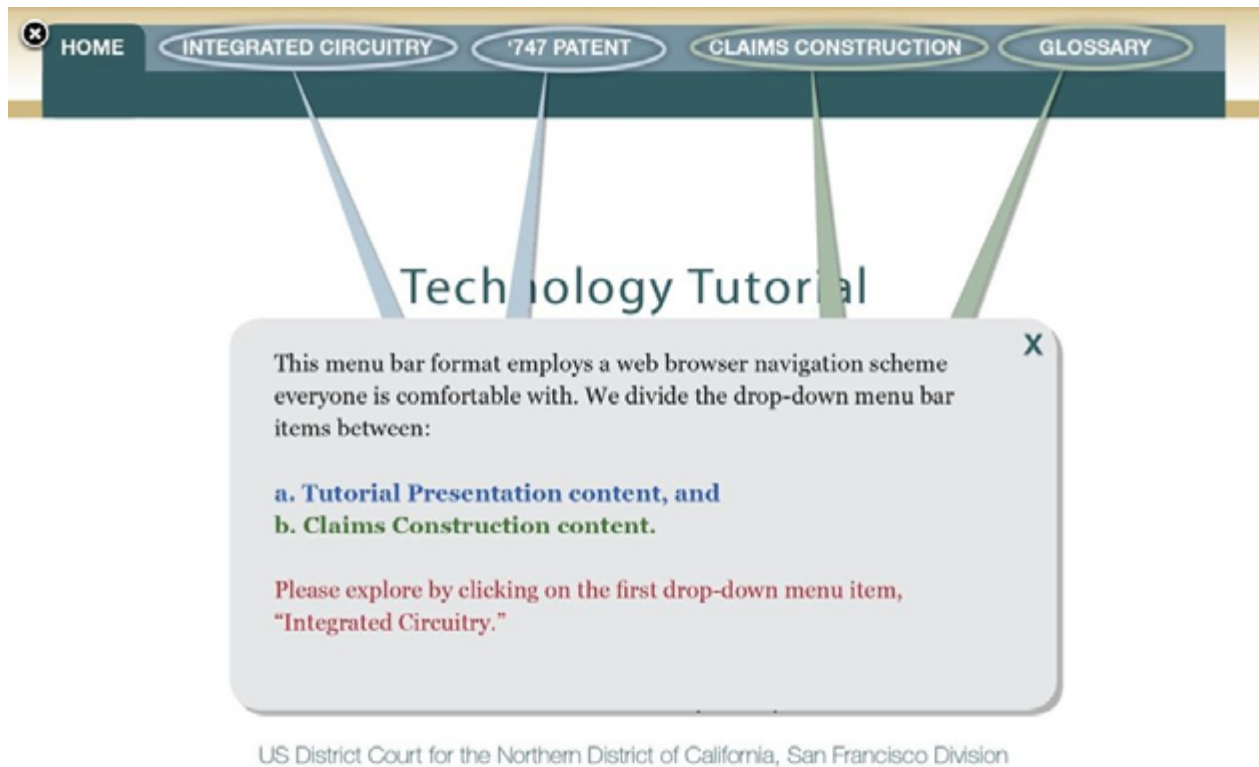 HOME INTEGRATED CIRCUITRY '747 PATENT CLAIMS CONSTRUCTION GLOSSARY
Technology Tutorial
X
This menu bar format employs a web browser navigation scheme
everyone is comfortable with. We divide the drop-down menu bar
items between:
a. Tutorial Presentation content, and
b. Claims Construction content.
Please explore by clicking on the first drop-down menu item,
“Integrated Circuitry.”
US District Court for the Northern District of California, San Francisco Division